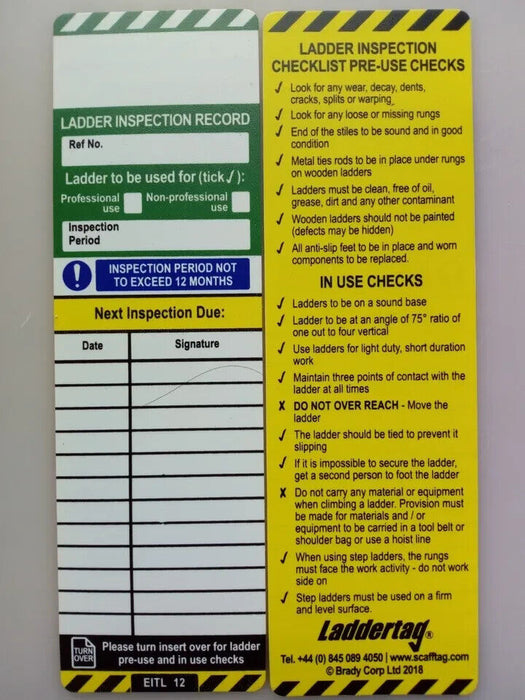 LADDER INSPECTION RECORD
Ref No.
Ladder to be used for (tick ✓):
Professional use
Non-professional use
Inspection
Period
!
INSPECTION PERIOD NOT
TO EXCEED 12 MONTHS
Next Inspection Due:
Date Signature
TURN
OVER
Please turn insert over for ladder
pre-use and in use checks
EITL 12
LADDER INSPECTION
CHECKLIST PRE-USE CHECKS
✓ Look for any wear, decay, dents,
cracks, splits or warping
✓ Look for any loose or missing rungs
✓ End of the stiles to be sound and in good
condition
✓ Metal ties rods to be in place under rungs
on wooden ladders
✓ Ladders must be clean, free of oil,
grease, dirt and any other contaminant
✓ Wooden ladders should not be painted
(defects may be hidden)
✓ All anti-slip feet to be in place and worn
components to be replaced.
IN USE CHECKS
✓ Ladders to be on a sound base
✓ Ladder to be at an angle of 75° ratio of
one out to four vertical
✓ Use ladders for light duty, short duration
work
✓ Maintain three points of contact with the
ladder at all times
X DO NOT OVER REACH - Move the
ladder
✓ The ladder should be tied to prevent it
slipping
✓ If it is impossible to secure the ladder,
get a second person to foot the ladder
X Do not carry any material or equipment
when climbing a ladder. Provision must
be made for materials and / or
equipment to be carried in a tool belt or
shoulder bag or use a hoist line
✓ When using step ladders, the rungs
must face the work activity - do not work
side on
✓ Step ladders must be used on a firm
and level surface.
Laddertag®
Tel. +44 (0) 845 089 4050 | www.scafftag.com
© Brady Corp Ltd 2018